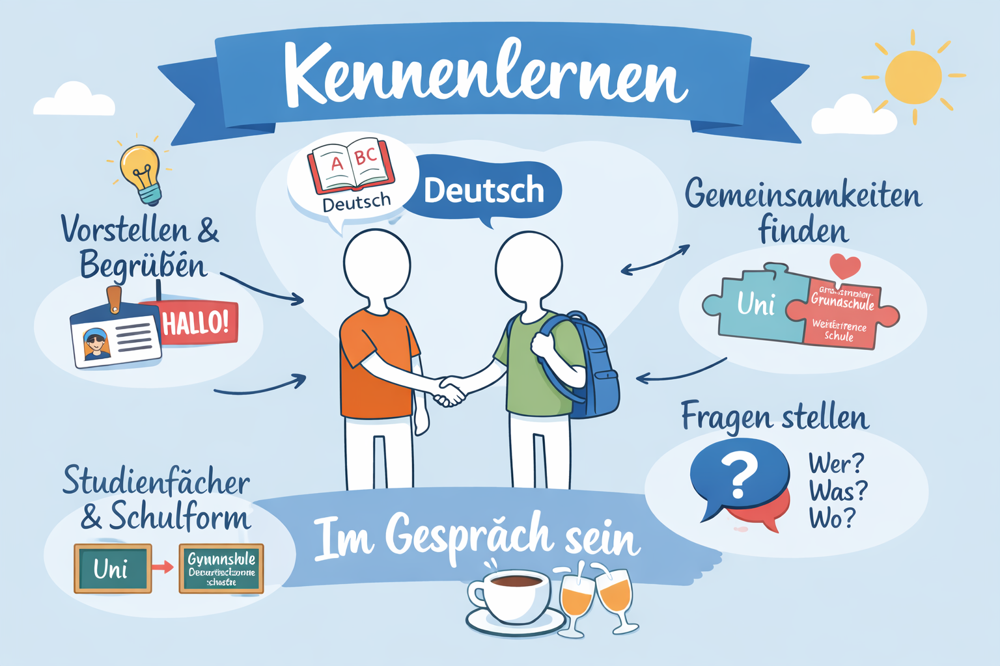 Kennenlernen
A BC
Deutsch
Deutsch
Vorstellen &
HALLO!
Gemeinsamkeiten
finden
Uni
Grundschule
Schule
Fragen stellen
?
Wer?
Was?
Wo?
Studienfächer
& Schulform
Uni
Im Gespräch sein